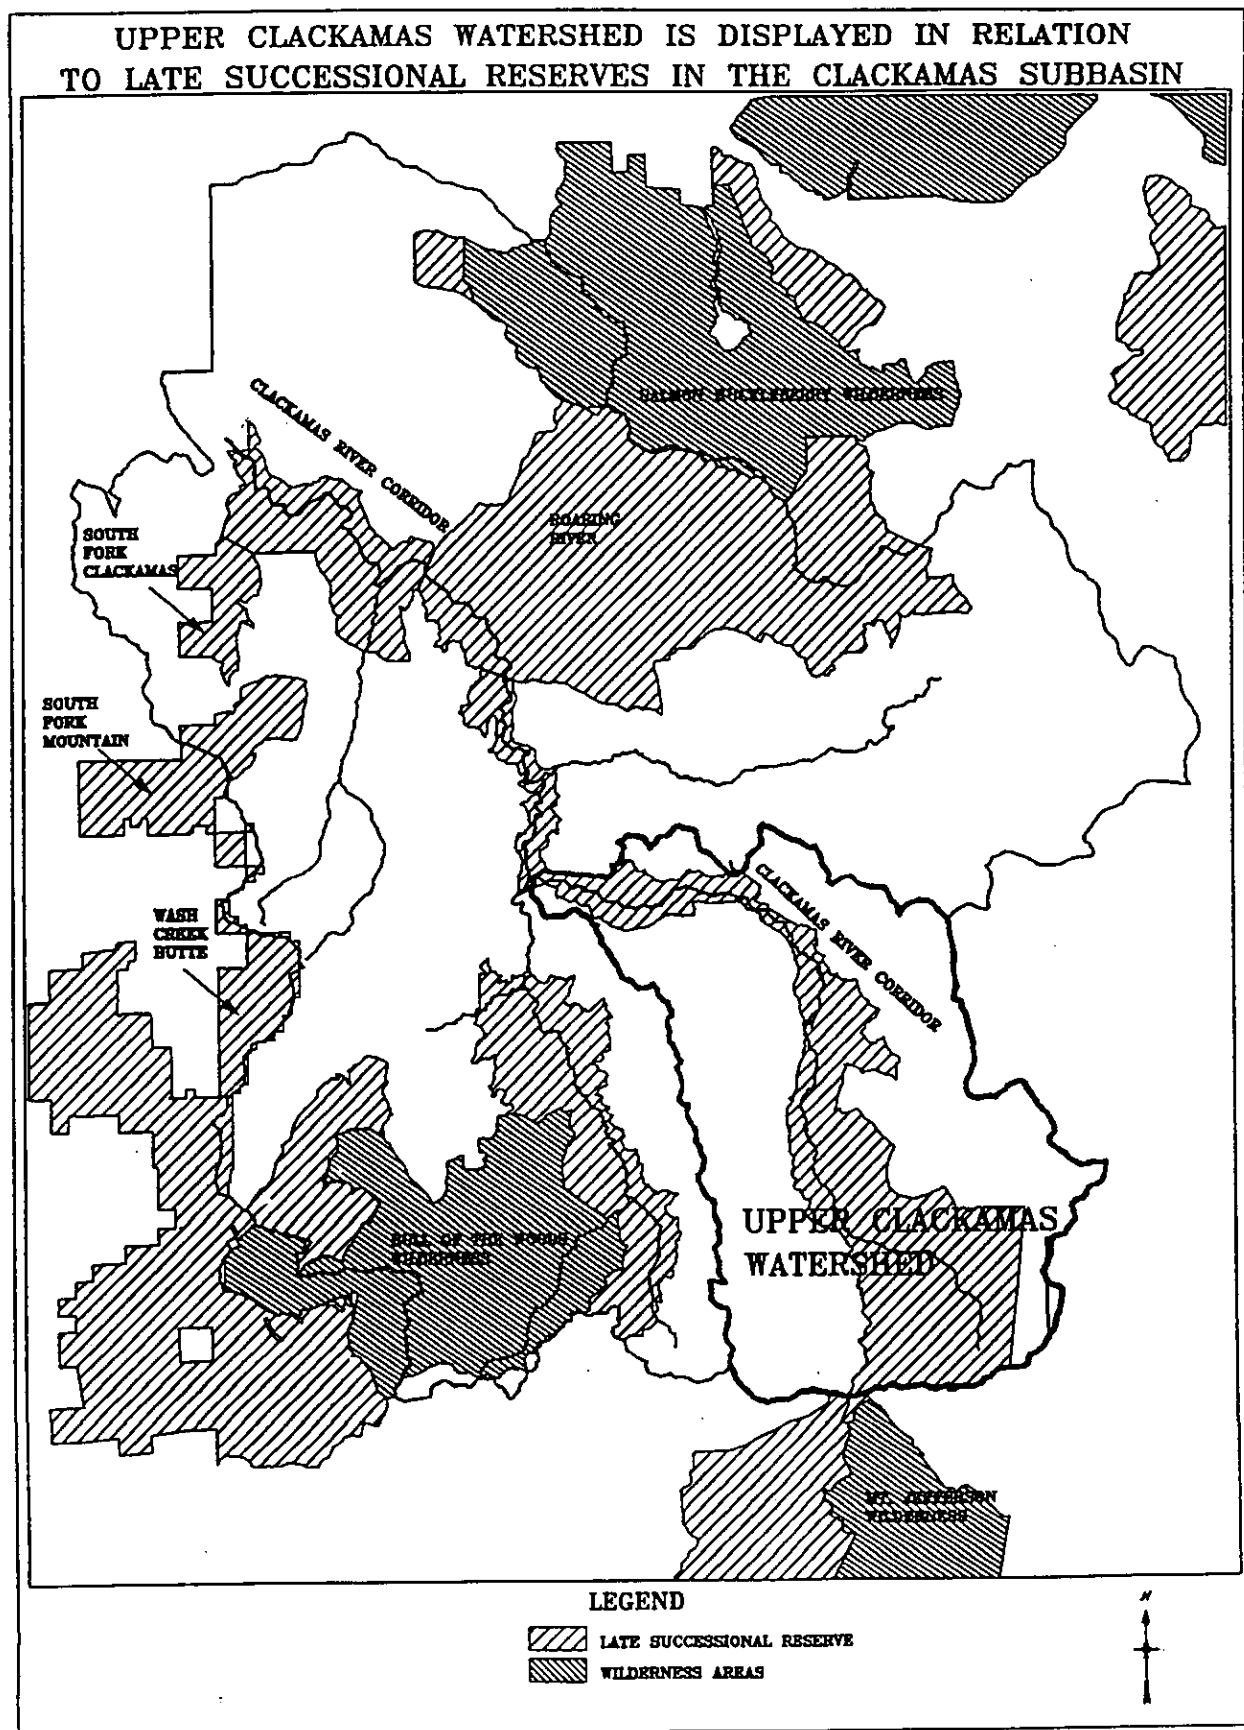 UPPER CLACKAMAS WATERSHED IS DISPLAYED IN RELATION
TO LATE SUCCESSIONAL RESERVES IN THE CLACKAMAS SUBBASIN
SALMON HUCKLEBERRY WILDERNESS
CLACKAMAS RIVER CORRIDOR
ROARING
RIVER
SOUTH
FORK
CLACKAMAS
SOUTH
FORK
MOUNTAIN
CLACKAMAS RIVER CORRIDOR
WASH
CREEK
BUTTE
UPPER CLACKAMAS
WATERSHED
BULL OF THE WOODS
WILDERNESS
MT. JEFFERSON
WILDERNESS
LEGEND
LATE SUCCESSIONAL RESERVE
WILDERNESS AREAS
N